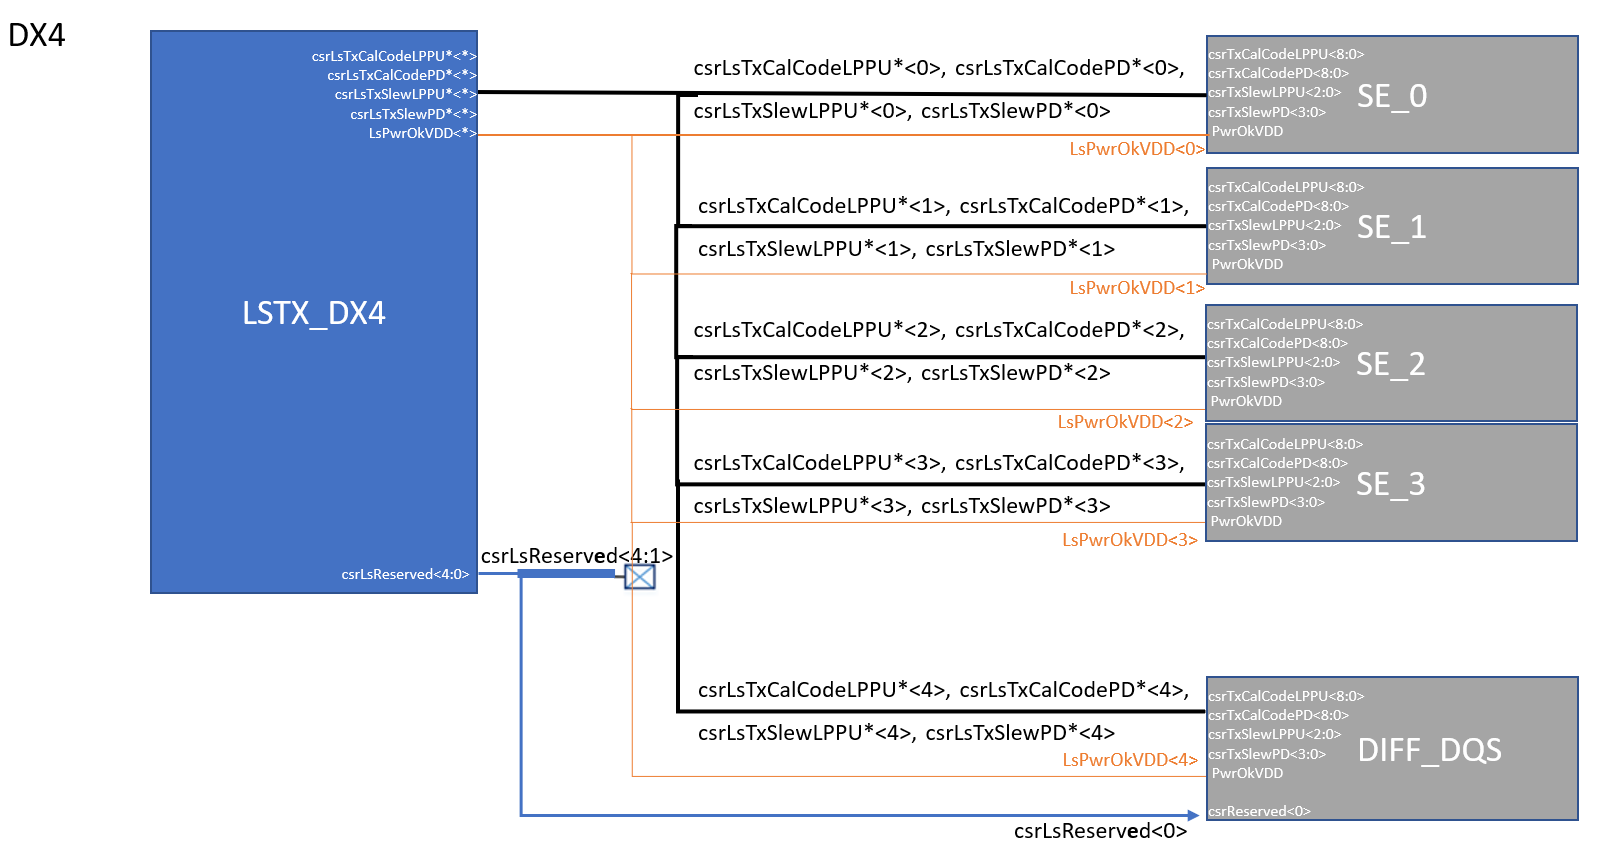 DX4
csrLsTxCalCodeLPPU*<*>
csrLsTxCalCodePD*<*>
csrLsTxSlewLPPU*<*>
csrLsTxSlewPD*<*>
LsPwrOkVDD<*>
LSTX_DX4
csrLsReserved<4:0>
csrLsTxCalCodeLPPU*<0>, csrLsTxCalCodePD*<0>,
csrLsTxSlewLPPU*<0>, csrLsTxSlewPD*<0>
LsPwrOkVDD<0>
csrTxCalCodeLPPU<8:0>
csrTxCalCodePD<8:0>
csrTxSlewLPPU<2:0>
csrTxSlewPD<3:0>
PwrOkVDD
SE_0
csrLsTxCalCodeLPPU*<1>, csrLsTxCalCodePD*<1>,
csrLsTxSlewLPPU*<1>, csrLsTxSlewPD*<1>
LsPwrOkVDD<1>
csrTxCalCodeLPPU<8:0>
csrTxCalCodePD<8:0>
csrTxSlewLPPU<2:0>
csrTxSlewPD<3:0>
PwrOkVDD
SE_1
csrLsTxCalCodeLPPU*<2>, csrLsTxCalCodePD*<2>,
csrLsTxSlewLPPU*<2>, csrLsTxSlewPD*<2>
LsPwrOkVDD<2>
csrTxCalCodeLPPU<8:0>
csrTxCalCodePD<8:0>
csrTxSlewLPPU<2:0>
csrTxSlewPD<3:0>
PwrOkVDD
SE_2
csrLsTxCalCodeLPPU*<3>, csrLsTxCalCodePD*<3>,
csrLsTxSlewLPPU*<3>, csrLsTxSlewPD*<3>
LsPwrOkVDD<3>
csrTxCalCodeLPPU<8:0>
csrTxCalCodePD<8:0>
csrTxSlewLPPU<2:0>
csrTxSlewPD<3:0>
PwrOkVDD
SE_3
csrLsReserved<4:1>
csrLsTxCalCodeLPPU*<4>, csrLsTxCalCodePD*<4>,
csrLsTxSlewLPPU*<4>, csrLsTxSlewPD*<4>
LsPwrOkVDD<4>
csrTxCalCodeLPPU<8:0>
csrTxCalCodePD<8:0>
csrTxSlewLPPU<2:0>
csrTxSlewPD<3:0>
PwrOkVDD
DIFF_DQS
csrReserved<0>
csrLsReserved<0>